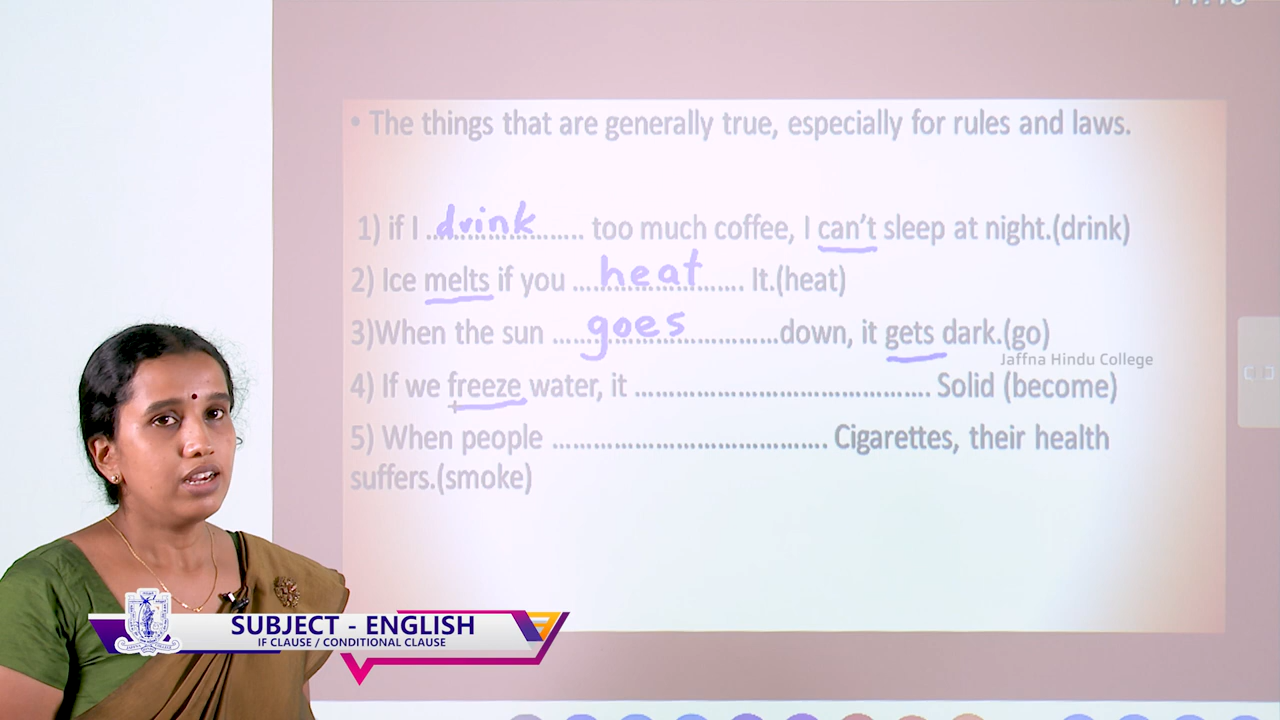 • The things that are generally true, especially for rules and laws.
1) if I ...drink........ too much coffee, I can't sleep at night.(drink)
2) Ice melts if you ...heat....... It.(heat)
3)When the sun ....goes............down, it gets dark.(go)
Jaffna Hindu College
4) If we freeze water, it ........................................ Solid (become)
5) When people ..................................... Cigarettes, their health
suffers.(smoke)
SUBJECT - ENGLISH
IF CLAUSE / CONDITIONAL CLAUSE